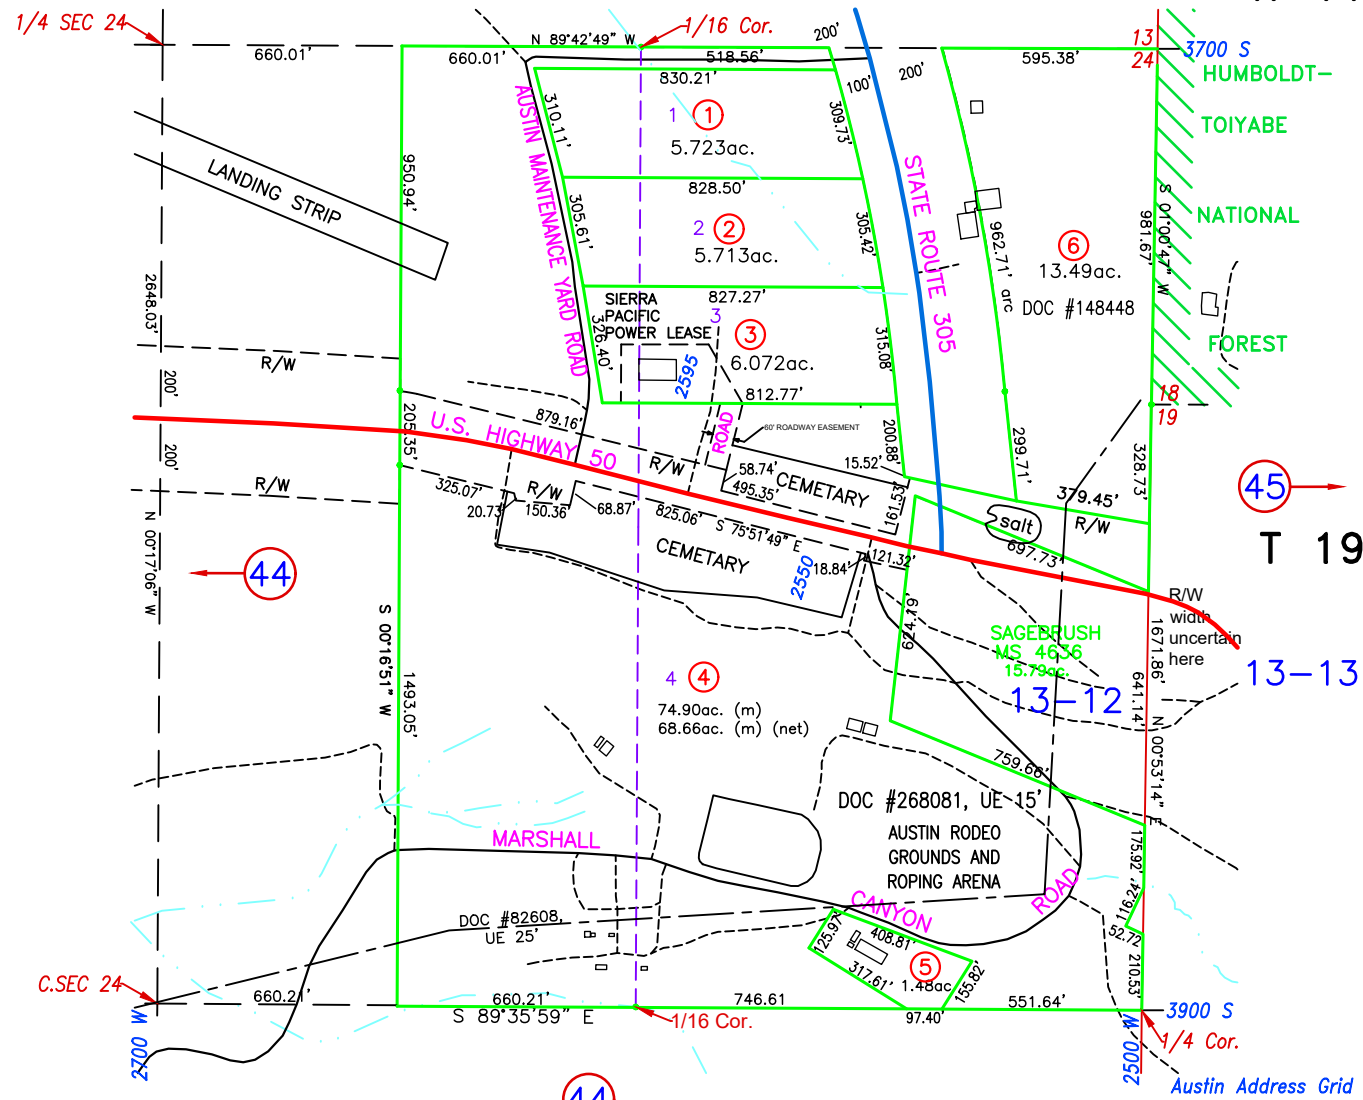 1/4 SEC 24
1/16 Cor.
N 89°42'49" W
200'
660.01'
660.01'
518.56'
830.21'
100'
200'
595.38'
13
24
3700 S
HUMBOLDT-
TOIYABE
NATIONAL
FOREST
LANDING STRIP
950.94'
AUSTIN MAINTENANCE YARD ROAD
310.11'
1
1
5.723ac.
309.73'
828.50'
305.61'
2
2
5.713ac.
305.42'
827.27'
STATE ROUTE 305
962.71' arc
6
13.49ac.
DOC #148448
981.67'
S 01°00'47" W
2648.03'
SIERRA
PACIFIC
POWER LEASE
3
3
6.072ac.
326.40'
2595
315.08'
812.77'
R/W
200'
200'
R/W
205.35'
U.S. HIGHWAY 50
879.16'
ROAD
60' ROADWAY EASEMENT
200.88'
15.52'
R/W
58.74'
495.35'
CEMETARY
161.53'
299.71'
379.45'
R/W
328.73'
18
19
45
T 19
325.07'
R/W
20.73'
150.36
68.87'
825.06'
S 75°51'49" E
CEMETARY
2550
18.84'
121.32'
salt
697.73'
N 00°17'06" W
44
S 00°16'51" W
1493.05'
624.19'
SAGEBRUSH
MS 4636
15.79ac.
13-12
R/W
width
uncertain
here
13-13
1671.86'
641.14'
N 00°53'14" E
4
4
74.90ac. (m)
68.66ac. (m) (net)
759.66'
DOC #268081, UE 15'
AUSTIN RODEO
GROUNDS AND
ROPING ARENA
MARSHALL
CANYON
ROAD
175.92'
116.24'
52.72
210.53'
DOC #82608,
UE 25'
125.97'
408.81'
317.61'
5
1.48ac
155.82'
C.SEC 24
660.21'
660.21'
746.61
97.40'
551.64'
S 89°35'59" E
1/16 Cor.
3900 S
1/4 Cor.
2700 W
2500 W
Austin Address Grid
44